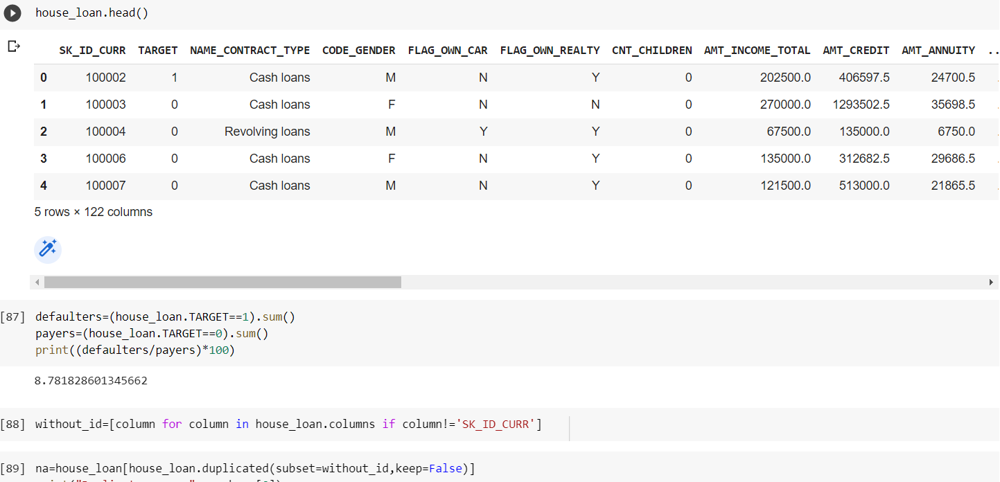 house_loan.head()
SK_ID_CURR TARGET NAME_CONTRACT_TYPE CODE_GENDER FLAG_OWN_CAR FLAG_OWN_REALTY CNT_CHILDREN AMT_INCOME_TOTAL AMT_CREDIT AMT_ANNUITY ..
0 100002 1 Cash loans M N Y 0 202500.0 406597.5 24700.5
1 100003 0 Cash loans F N N 0 270000.0 1293502.5 35698.5
2 100004 0 Revolving loans M Y Y 0 67500.0 135000.0 6750.0
3 100006 0 Cash loans F N Y 0 135000.0 312682.5 29686.5
4 100007 0 Cash loans M N Y 0 121500.0 513000.0 21865.5
5 rows × 122 columns
[87] defaulters=(house_loan.TARGET==1).sum()
payers=(house_loan.TARGET==0).sum()
print((defaulters/payers)*100)
8.781828601345662
[88] without_id=[column for column in house_loan.columns if column!='SK_ID_CURR']
[89] na=house_loan[house_loan.duplicated(subset=without_id,keep=False)]